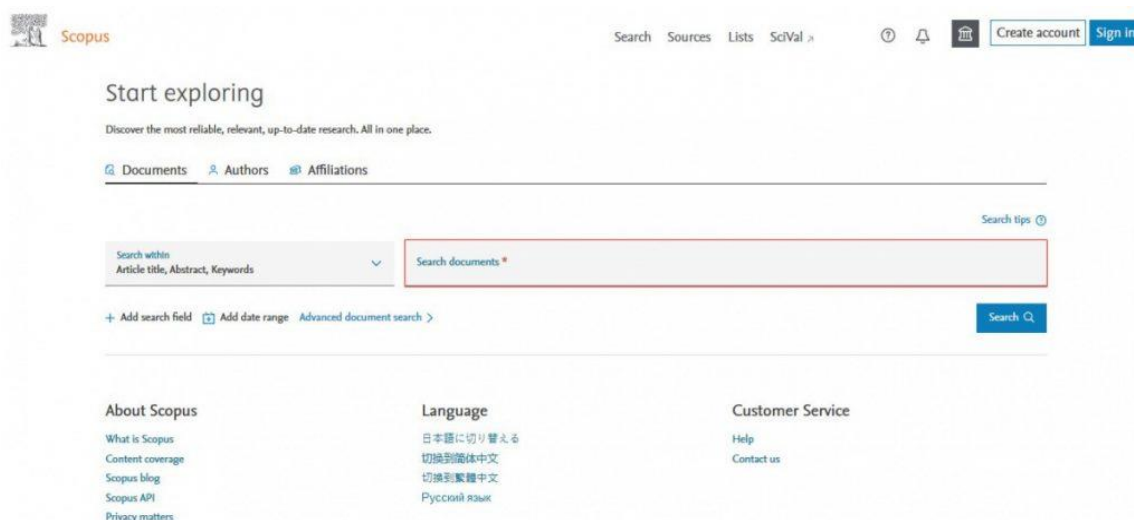 Scopus
Search Sources Lists SciVal ↗
Create account
Sign in
Start exploring
Discover the most reliable, relevant, up-to-date research. All in one place.
Documents Authors Affiliations
Search tips
Search within
Article title, Abstract, Keywords
Search documents *
+ Add search field Add date range Advanced document search >
Search
About Scopus
What is Scopus
Content coverage
Scopus blog
Scopus API
Privacy matters
Language
日本語に切り替える
切换到简体中文
切換到繁體中文
Русский язык
Customer Service
Help
Contact us